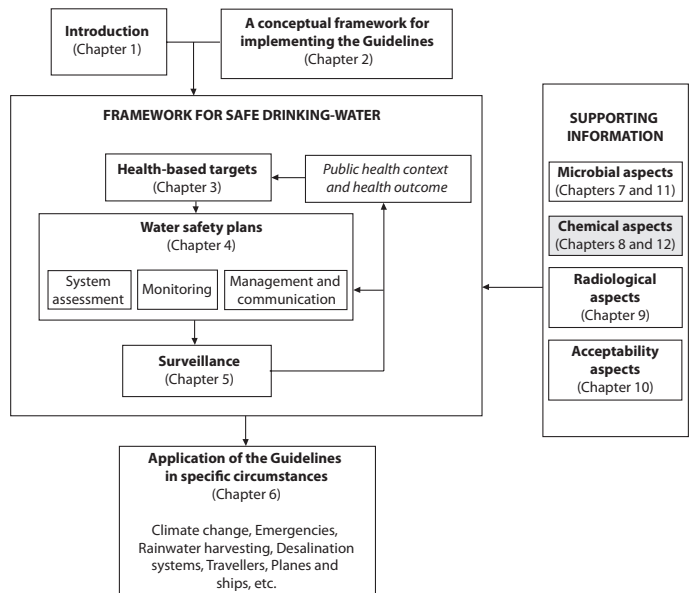 Introduction
(Chapter 1)
A conceptual framework for
implementing the Guidelines
(Chapter 2)
FRAMEWORK FOR SAFE DRINKING-WATER
Health-based targets
(Chapter 3)
Public health context
and health outcome
Water safety plans
(Chapter 4)
System
assessment
Monitoring
Management and
communication
Surveillance
(Chapter 5)
SUPPORTING
INFORMATION
Microbial aspects
(Chapters 7 and 11)
Chemical aspects
(Chapters 8 and 12)
Radiological
aspects
(Chapter 9)
Acceptability
aspects
(Chapter 10)
Application of the Guidelines
in specific circumstances
(Chapter 6)
Climate change, Emergencies,
Rainwater harvesting, Desalination
systems, Travellers, Planes and
ships, etc.